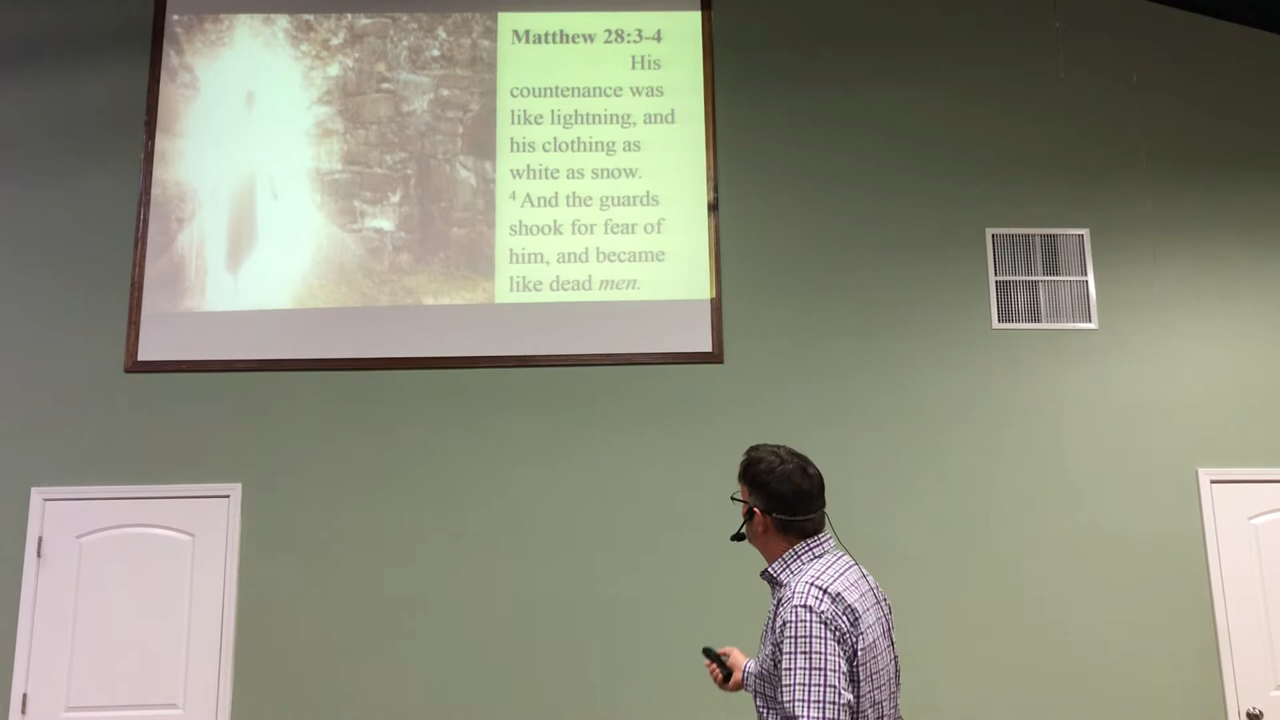 Matthew 28:3-4
His
countenance was
like lightning, and
his clothing as
white as snow.
4 And the guards
shook for fear of
him, and became
like dead men.